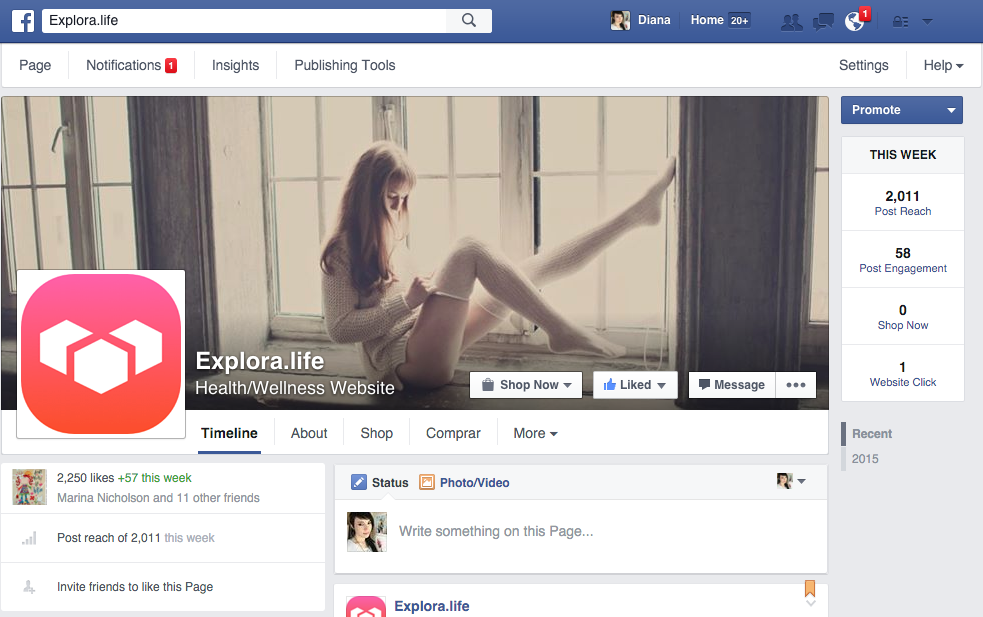 Explora.life
Diana
Home 20+
1
Page
Notifications 1
Insights
Publishing Tools
Settings
Help
Promote
THIS WEEK
2,011
Post Reach
58
Post Engagement
0
Shop Now
1
Website Click
Recent
2015
Explora.life
Health/Wellness Website
Shop Now
Liked
Message
Timeline
About
Shop
Comprar
More
2,250 likes +57 this week
Marina Nicholson and 11 other friends
Post reach of 2,011 this week
Invite friends to like this Page
Status
Photo/Video
Write something on this Page...
Explora.life